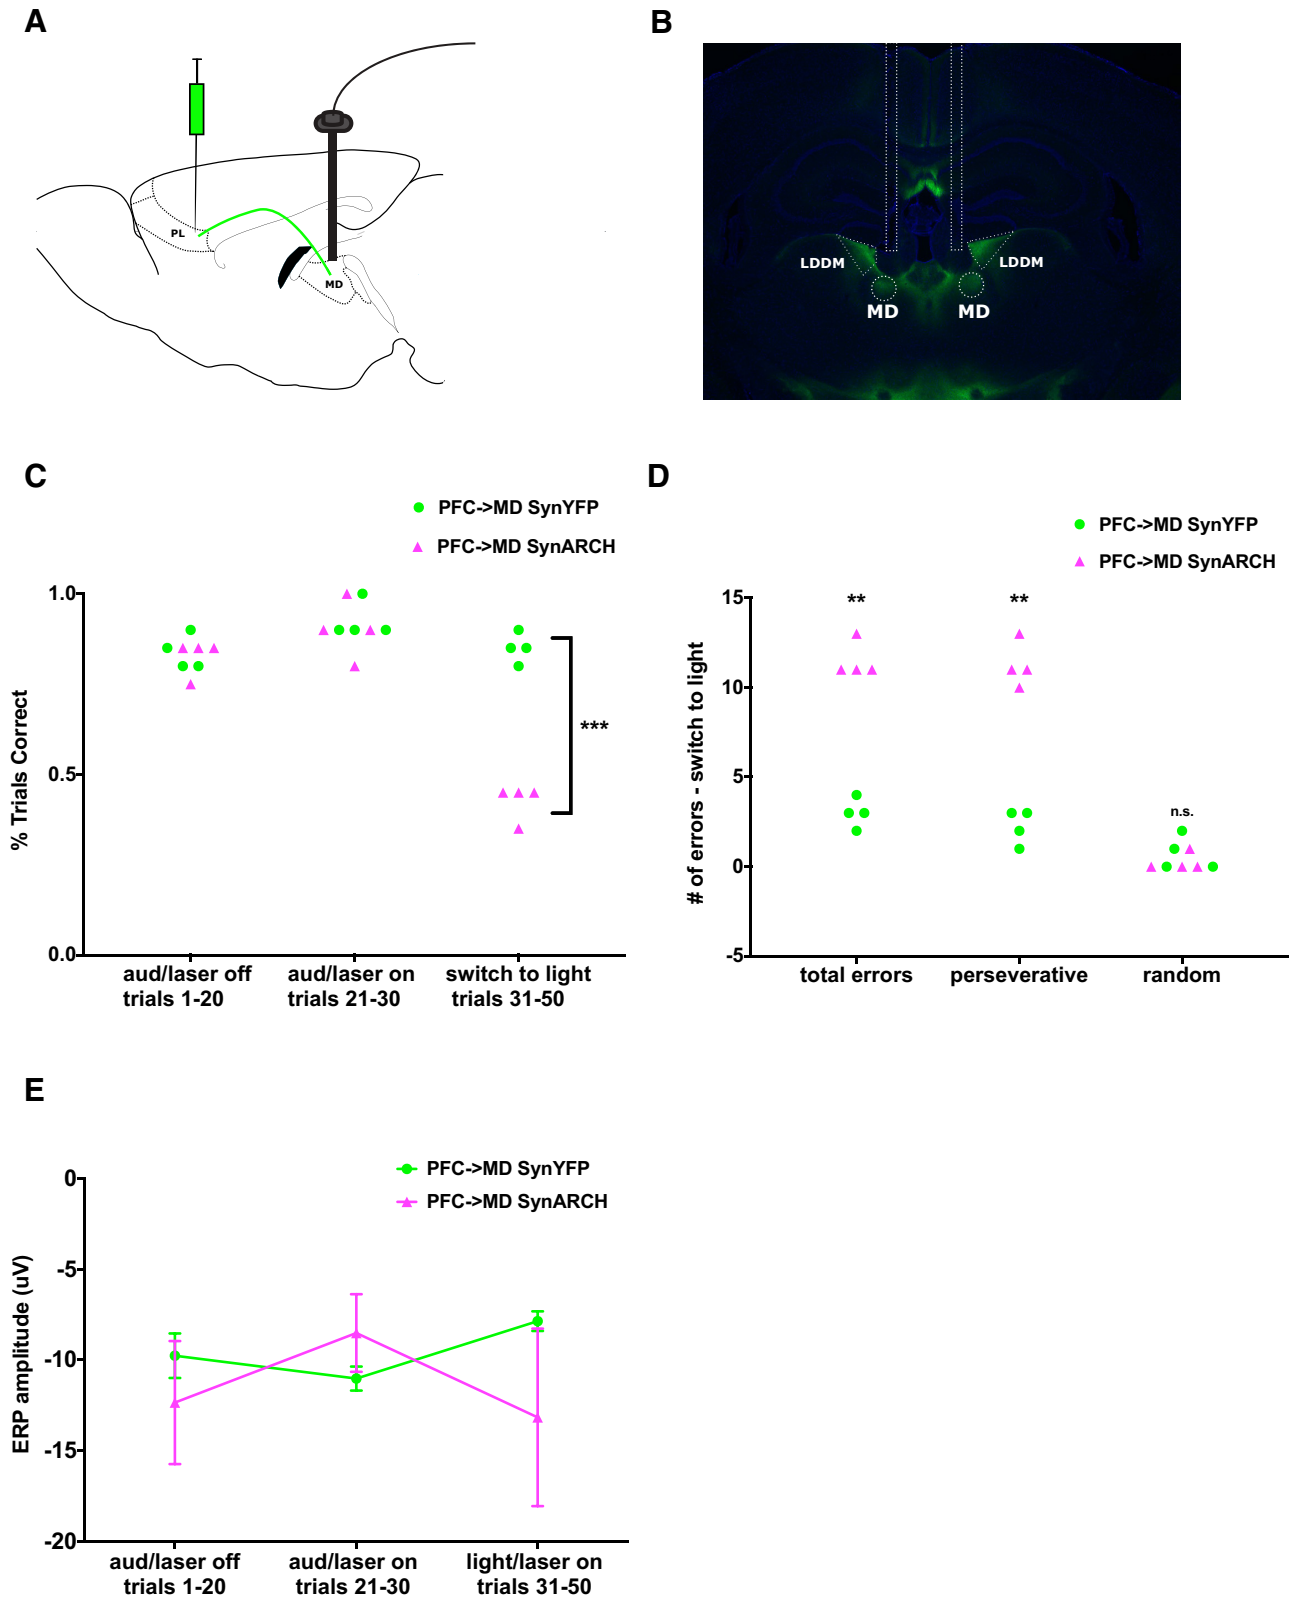 A
PL
MD
B
LDDM
LDDM
MD
MD
C
PFC->MD SynYFP
PFC->MD SynARCH
% Trials Correct
1.0
0.5
0.0
***
aud/laser off
trials 1-20
aud/laser on
trials 21-30
switch to light
trials 31-50
D
PFC->MD SynYFP
PFC->MD SynARCH
# of errors - switch to light
15
10
5
0
-5
**
**
n.s.
total errors
perseverative
random
E
PFC->MD SynYFP
PFC->MD SynARCH
ERP amplitude (uV)
0
-5
-10
-15
-20
aud/laser off
trials 1-20
aud/laser on
trials 21-30
light/laser on
trials 31-50